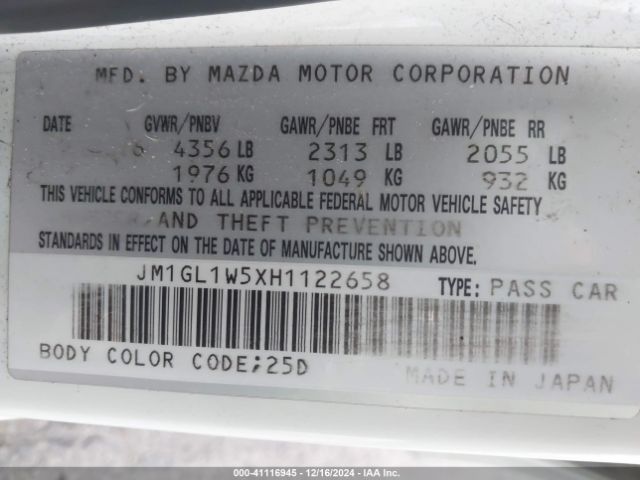 MFD. BY MAZDA MOTOR CORPORATION
DATE GVWR/PNBV GAWR/PNBE FRT GAWR/PNBE RR
6 4356 LB 2313 LB 2055 LB
1976 KG 1049 KG 932 KG
THIS VEHICLE CONFORMS TO ALL APPLICABLE FEDERAL MOTOR VEHICLE SAFETY
AND THEFT PREVENTION
STANDARDS IN EFFECT ON THE DATE OF MANUFACTURE SHOWN ABOVE.
JM1GL1W5XH1122658 TYPE: PASS CAR
BODY COLOR CODE;25D
MADE IN JAPAN
000-41116945 - 12/16/2024 - IAA Inc.